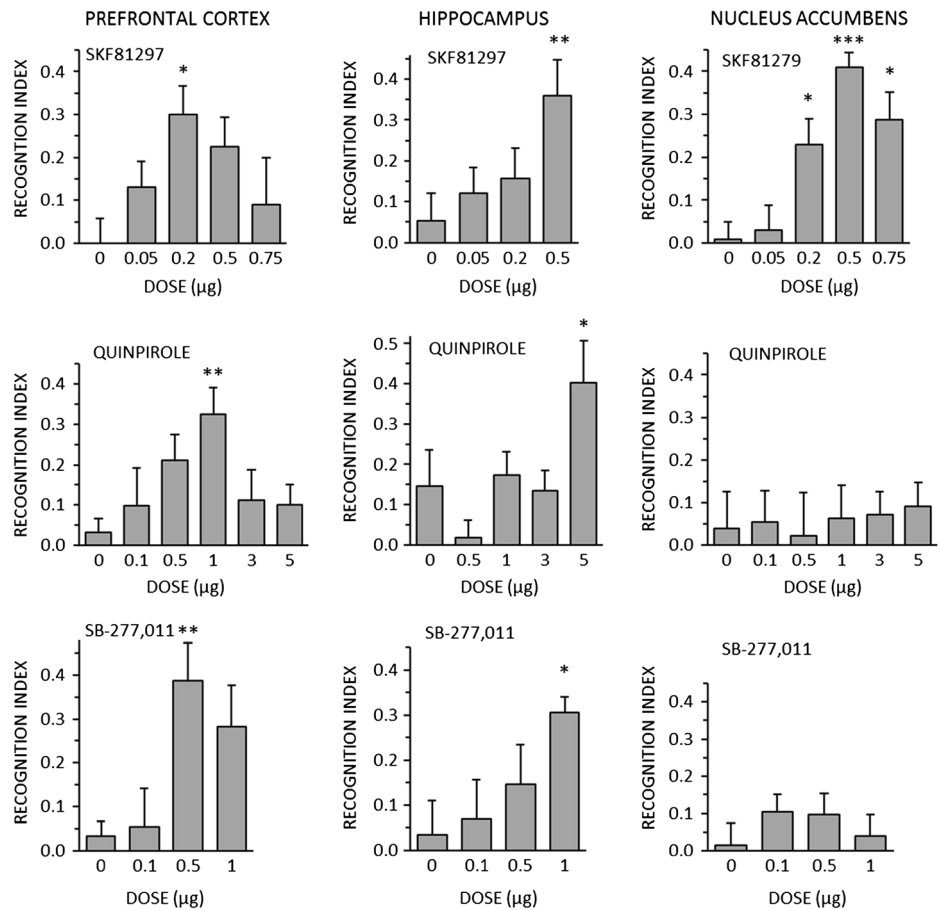 PREFRONTAL CORTEX
HIPPOCAMPUS
NUCLEUS ACCUMBENS
SKF81297
*
RECOGNTION INDEX
0.4
0.3
0.2
0.1
0.0
0 0.05 0.2 0.5 0.75
DOSE (µg)
SKF81297
**
RECOGNITION INDEX
0.4
0.3
0.2
0.1
0.0
0 0.05 0.2 0.5
DOSE (µg)
SKF81279
* *** *
RECOGNITION INDEX
0.4
0.3
0.2
0.1
0.0
0 0.05 0.2 0.5 0.75
DOSE (µg)
QUINPIROLE
**
RECOGNITION INDEX
0.4
0.3
0.2
0.1
0.0
0 0.1 0.5 1 3 5
DOSE (µg)
QUINPIROLE
*
RECOGNITION INDEX
0.5
0.4
0.3
0.2
0.1
0.0
0 0.5 1 3 5
DOSE (µg)
QUINPIROLE
RECOGNITION INDEX
0.4
0.3
0.2
0.1
0.0
0 0.1 0.5 1 3 5
DOSE (µg)
SB-277,011 **
RECOGNITION INDEX
0.4
0.3
0.2
0.1
0.0
0 0.1 0.5 1
DOSE (µg)
SB-277,011
*
RECOGNITION INDEX
0.4
0.3
0.2
0.1
0.0
0 0.1 0.5 1
DOSE (µg)
SB-277,011
RECOGNITION INDEX
0.4
0.3
0.2
0.1
0.0
0 0.1 0.5 1
DOSE (µg)